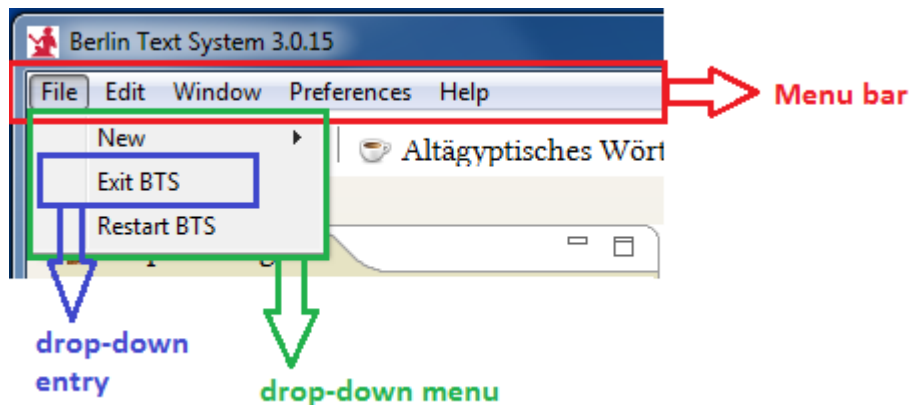 Berlin Text System 3.0.15
File Edit Window Preferences Help
Menu bar
New
Altägyptisches Wört
Exit BTS
Restart BTS
drop-down
entry
drop-down menu